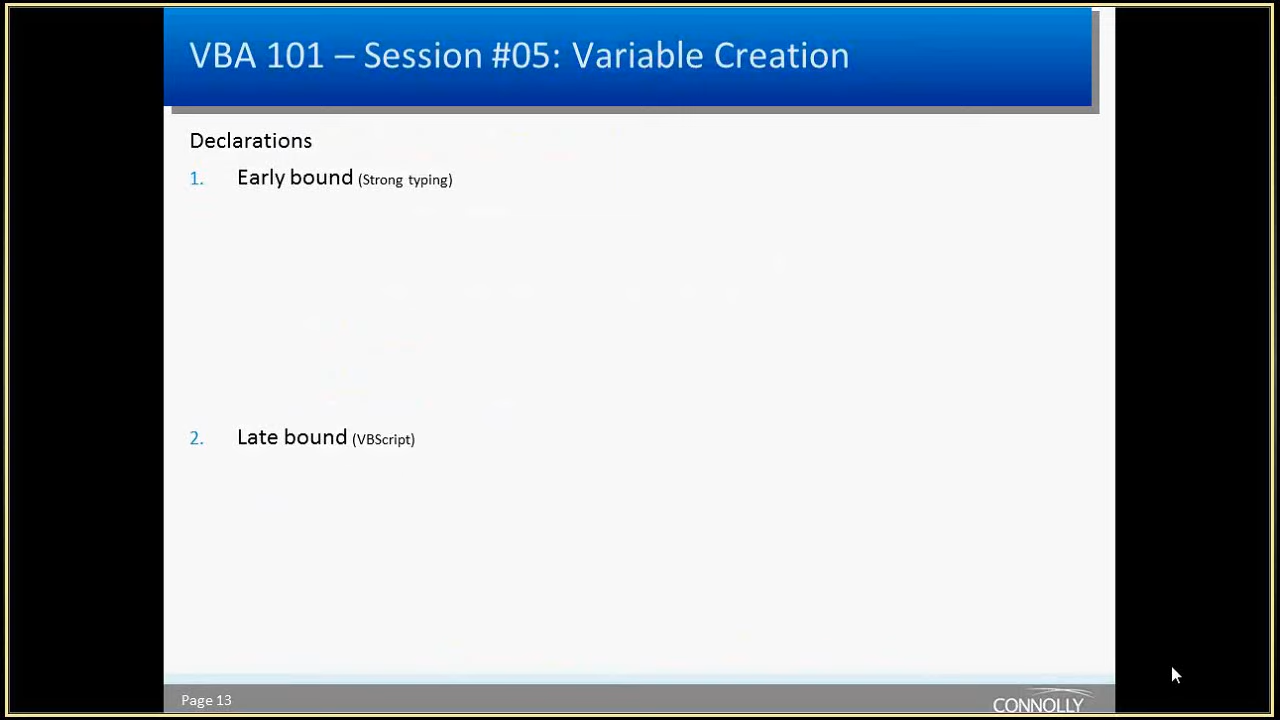 VBA 101 – Session #05: Variable Creation
Declarations
1. Early bound (Strong typing)
2. Late bound (VBScript)
Page 13
CONNOLLY